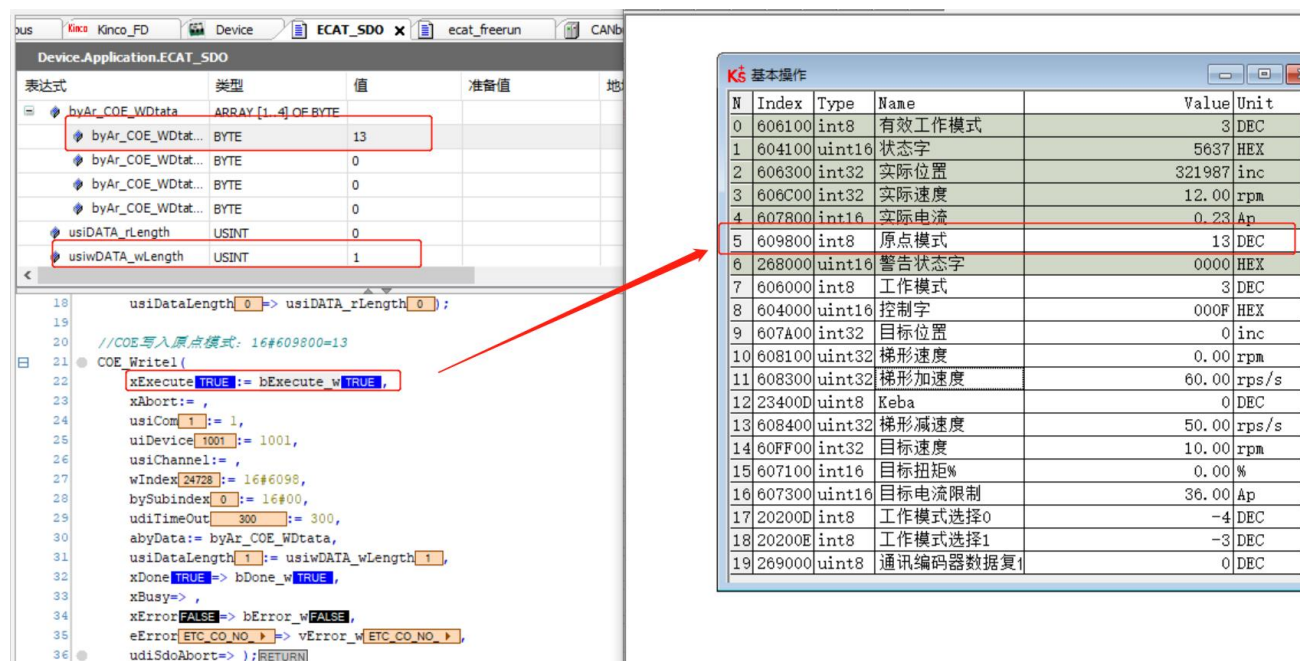 bus Kinco Kinco_FD Device ECAT_SDO ecat_freerun CANbu
Device.Application.ECAT_SDO
表达式 类型 值 准备值 地
byAr_COE_WDtata ARRAY [1..4] OF BYTE
byAr_COE_WDtat... BYTE 13
byAr_COE_WDtat... BYTE 0
byAr_COE_WDtat... BYTE 0
byAr_COE_WDtat... BYTE 0
usiDATA_rLength USINT 0
usiwDATA_wLength USINT 1
18 usiDataLength 0 => usiDATA_rLength 0 );
19
20 //COE写入原点模式: 16#609800=13
21 COE_Write1(
22 xExecute TRUE := bExecute_w TRUE ,
23 xAbort:= ,
24 usiCom 1 := 1,
25 uiDevice 1001 := 1001,
26 usiChannel:= ,
27 wIndex 24728 := 16#6098,
28 bySubindex 0 := 16#00,
29 udiTimeOut 300 := 300,
30 abyData:= byAr_COE_WDtata,
31 usiDataLength 1 := usiwDATA_wLength 1 ,
32 xDone TRUE => bDone_w TRUE ,
33 xBusy=> ,
34 xError FALSE => bError_w FALSE ,
35 eError ETC_CO_NO_ => vError_w ETC_CO_NO_ ,
36 udiSdoAbort=> ); RETURN
基本操作
N Index Type Name Value Unit
0 606100 int8 有效工作模式 3 DEC
1 604100 uint16 状态字 5637 HEX
2 606300 int32 实际位置 321987 inc
3 606C00 int32 实际速度 12.00 rpm
4 607800 int16 实际电流 0.23 Ap
5 609800 int8 原点模式 13 DEC
6 268000 uint16 警告状态字 0000 HEX
7 606000 int8 工作模式 3 DEC
8 604000 uint16 控制字 000F HEX
9 607A00 int32 目标位置 0 inc
10 608100 uint32 梯形速度 0.00 rpm
11 608300 uint32 梯形加速度 60.00 rps/s
12 23400D uint8 Keba 0 DEC
13 608400 uint32 梯形减速度 50.00 rps/s
14 60FF00 int32 目标速度 10.00 rpm
15 607100 int16 目标扭矩% 0.00 %
16 607300 uint16 目标电流限制 36.00 Ap
17 20200D int8 工作模式选择0 -4 DEC
18 20200E int8 工作模式选择1 -3 DEC
19 269000 uint8 通讯编码器数据复 0 DEC